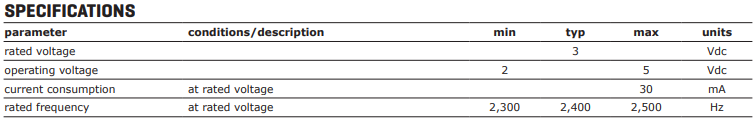 SPECIFICATIONS
parameter conditions/description min typ max units
rated voltage 3 Vdc
operating voltage 2 5 Vdc
current consumption at rated voltage 30 mA
rated frequency at rated voltage 2,300 2,400 2,500 Hz